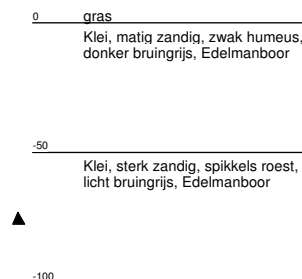 0 gras
Klei, matig zandig, zwak humeus,
donker bruingrijs, Edelmanboor
-50
Klei, sterk zandig, spikkels roest,
licht bruingrijs, Edelmanboor
-100